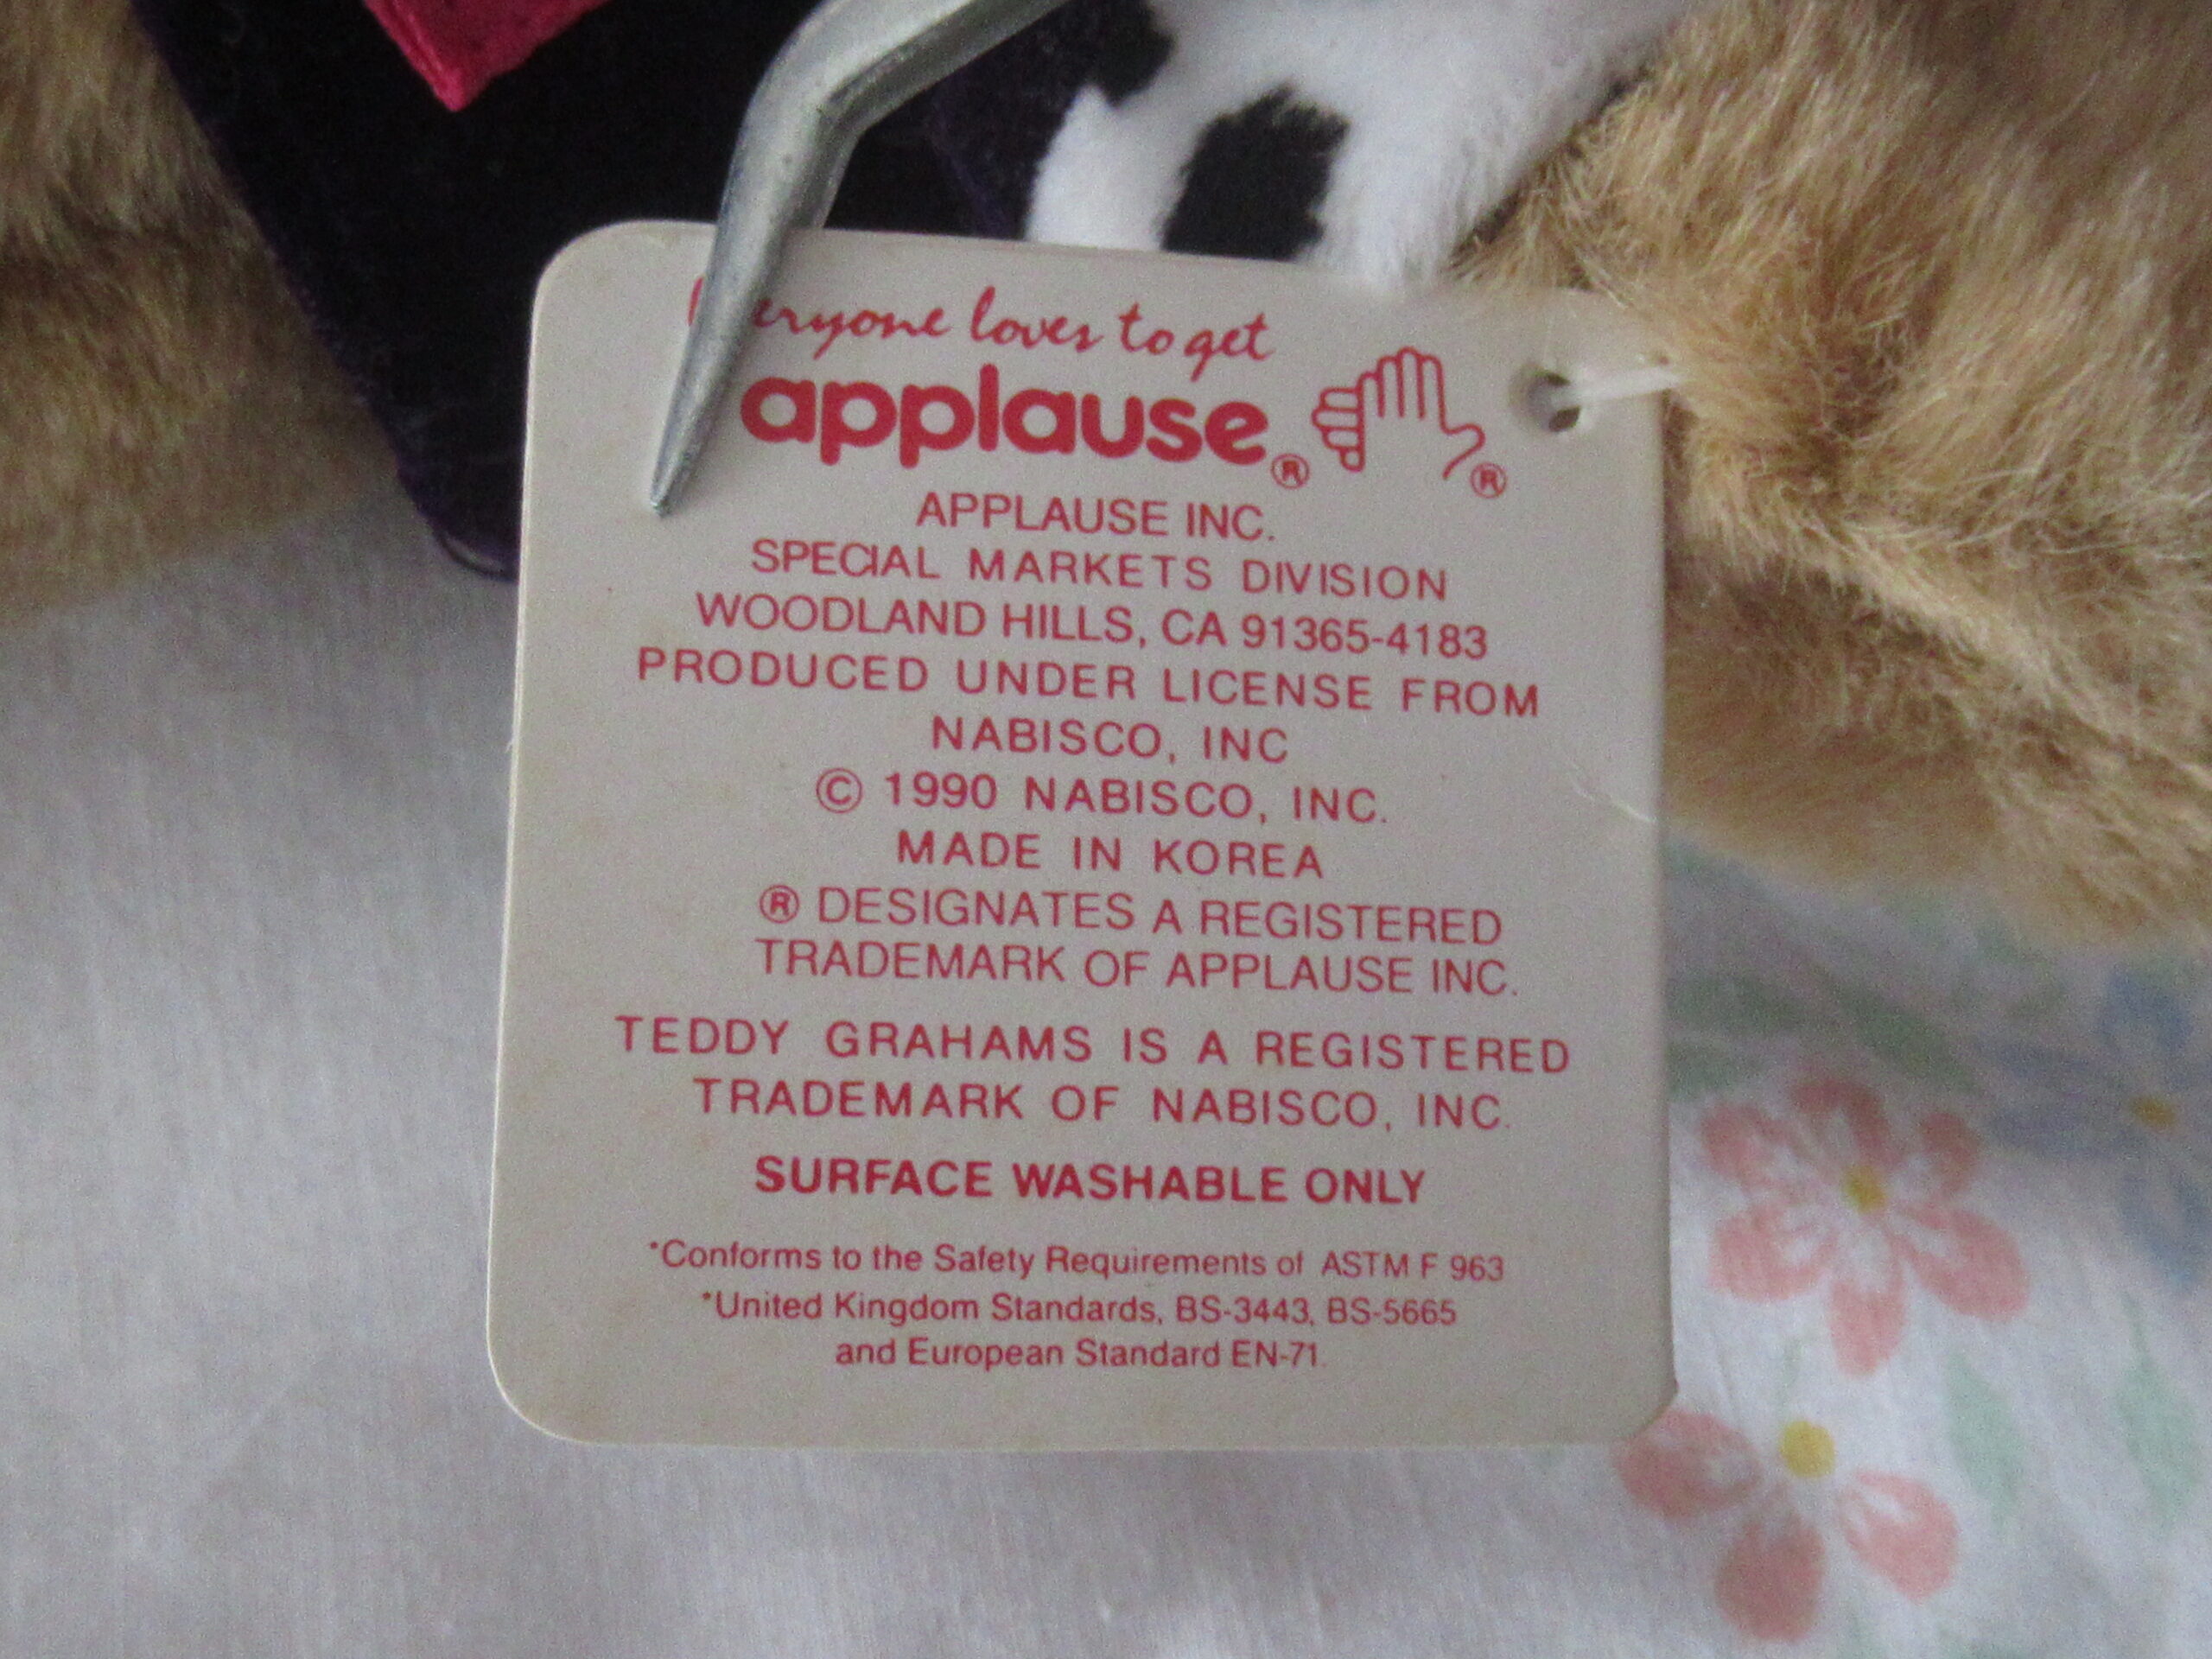 loves to get
applause® ®
APPLAUSE INC.
SPECIAL MARKETS DIVISION
WOODLAND HILLS, CA 91365-4183
PRODUCED UNDER LICENSE FROM
NABISCO, INC
© 1990 NABISCO, INC.
MADE IN KOREA
® DESIGNATES A REGISTERED
TRADEMARK OF APPLAUSE INC.
TEDDY GRAHAMS IS A REGISTERED
TRADEMARK OF NABISCO, INC.
SURFACE WASHABLE ONLY
*Conforms to the Safety Requirements of ASTM F 963
*United Kingdom Standards, BS-3443, BS-5665
and European Standard EN-71.